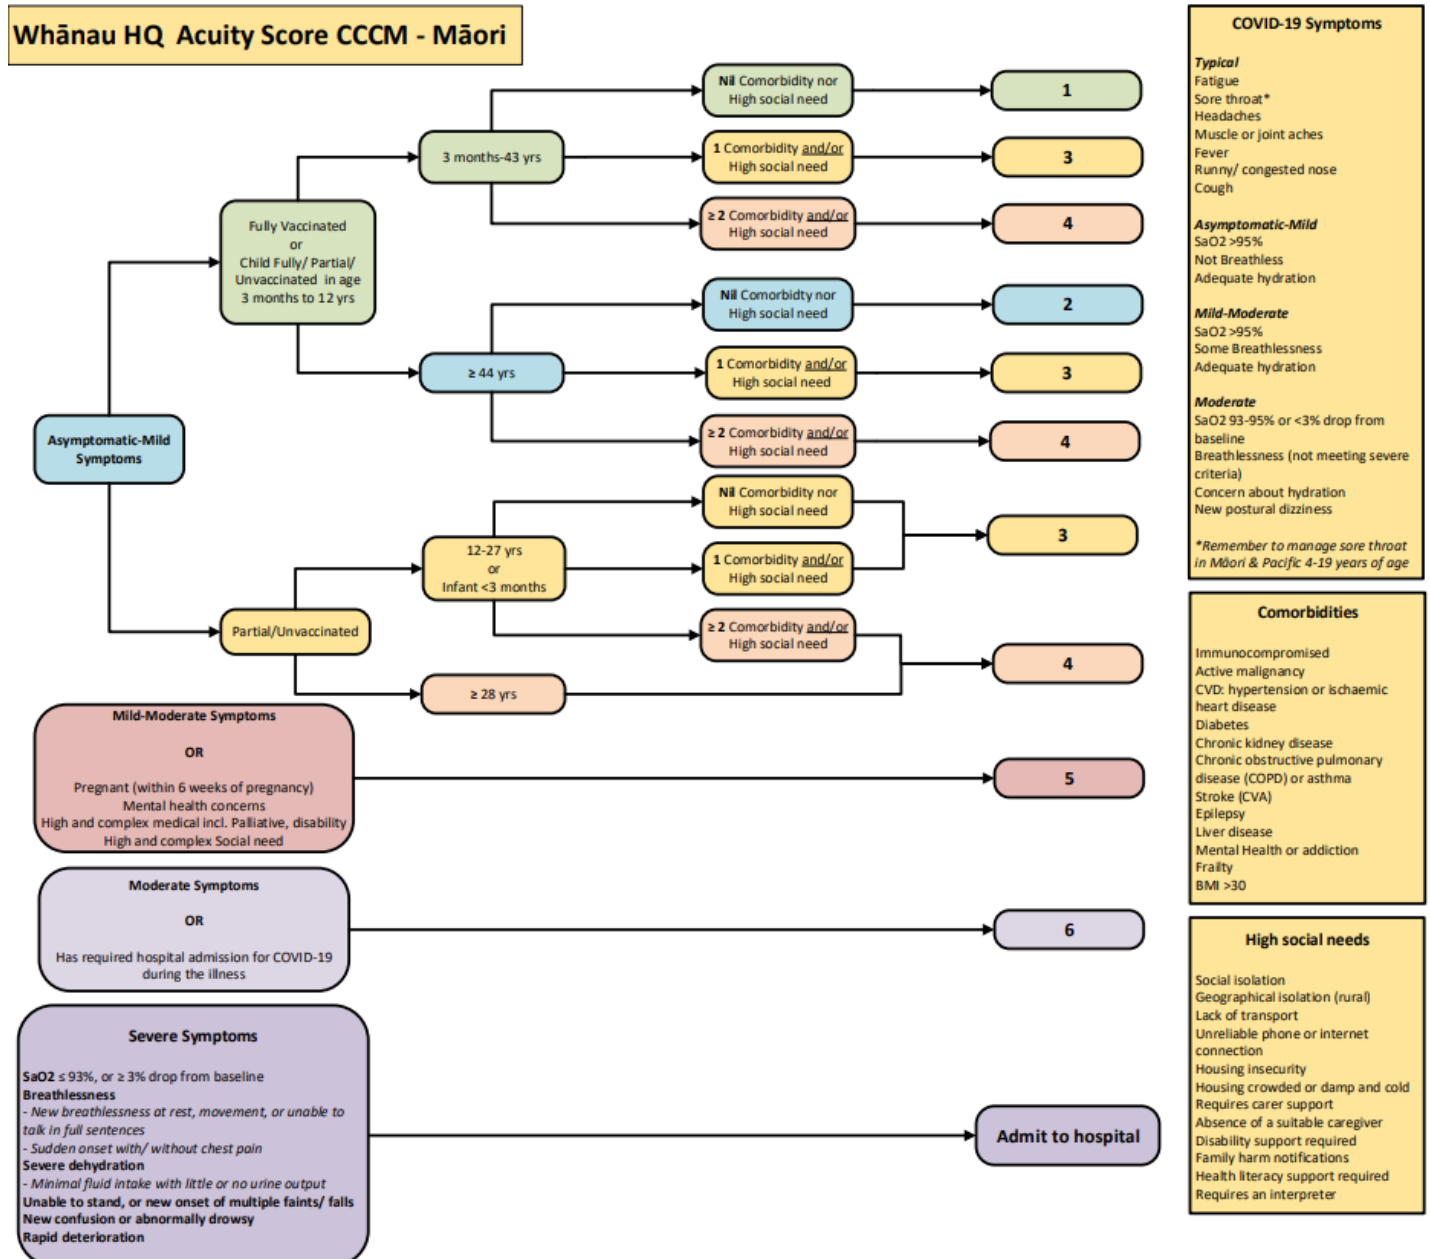 Whānau HQ Acuity Score CCCM - Māori
Asymptomatic-Mild
Symptoms
Fully Vaccinated
or
Child Fully/ Partial/
Unvaccinated in age
3 months to 12 yrs
3 months-43 yrs
Nil Comorbidity nor
High social need
1
1 Comorbidity and/or
High social need
3
≥ 2 Comorbidity and/or
High social need
4
≥ 44 yrs
Nil Comorbidty nor
High social need
2
1 Comorbidity and/or
High social need
3
≥ 2 Comorbidity and/or
High social need
4
Partial/Unvaccinated
12-27 yrs
or
Infant <3 months
Nil Comorbidity nor
High social need
1 Comorbidity and/or
High social need
3
≥ 2 Comorbidity and/or
High social need
≥ 28 yrs
4
Mild-Moderate Symptoms
OR
Pregnant (within 6 weeks of pregnancy)
Mental health concerns
High and complex medical incl. Palliative, disability
High and complex Social need
5
Moderate Symptoms
OR
Has required hospital admission for COVID-19
during the illness
6
Severe Symptoms
SaO2 ≤ 93%, or ≥ 3% drop from baseline
Breathlessness
- New breathlessness at rest, movement, or unable to
talk in full sentences
- Sudden onset with/ without chest pain
Severe dehydration
- Minimal fluid intake with little or no urine output
Unable to stand, or new onset of multiple faints/ falls
New confusion or abnormally drowsy
Rapid deterioration
Admit to hospital
COVID-19 Symptoms
Typical
Fatigue
Sore throat*
Headaches
Muscle or joint aches
Fever
Runny/ congested nose
Cough
Asymptomatic-Mild
SaO2 >95%
Not Breathless
Adequate hydration
Mild-Moderate
SaO2 >95%
Some Breathlessness
Adequate hydration
Moderate
SaO2 93-95% or <3% drop from
baseline
Breathlessness (not meeting severe
criteria)
Concern about hydration
New postural dizziness
*Remember to manage sore throat
in Māori & Pacific 4-19 years of age
Comorbidities
Immunocompromised
Active malignancy
CVD: hypertension or ischaemic
heart disease
Diabetes
Chronic kidney disease
Chronic obstructive pulmonary
disease (COPD) or asthma
Stroke (CVA)
Epilepsy
Liver disease
Mental Health or addiction
Frailty
BMI >30
High social needs
Social isolation
Geographical isolation (rural)
Lack of transport
Unreliable phone or internet
connection
Housing insecurity
Housing crowded or damp and cold
Requires carer support
Absence of a suitable caregiver
Disability support required
Family harm notifications
Health literacy support required
Requires an interpreter